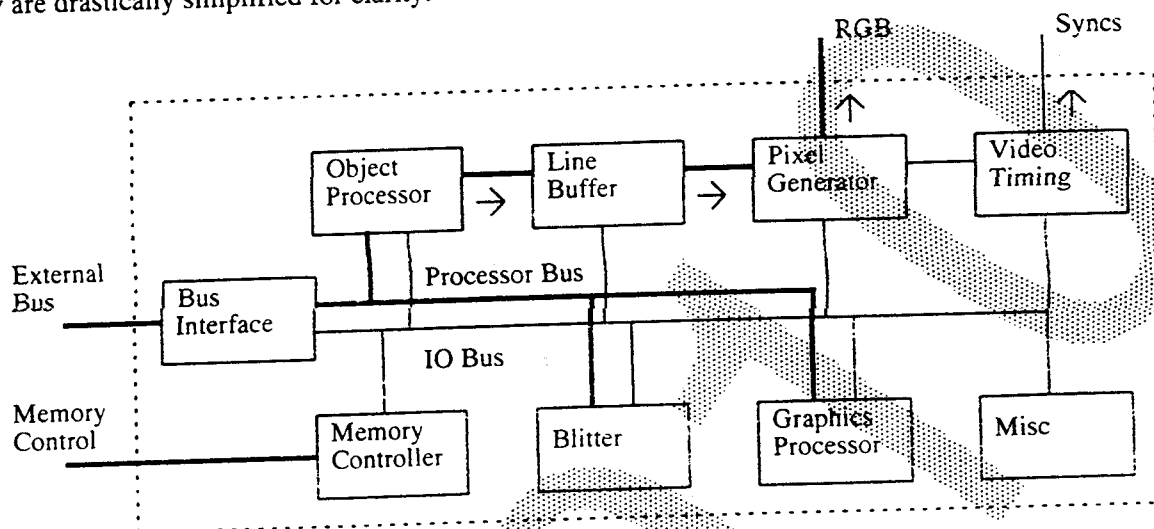 are drastically simplified for clarity.
RGB
Syncs
Object
Processor
Line
Buffer
Pixel
Generator
Video
Timing
External
Bus
Bus
Interface
Processor Bus
IO Bus
Memory
Control
Memory
Controller
Blitter
Graphics
Processor
Misc